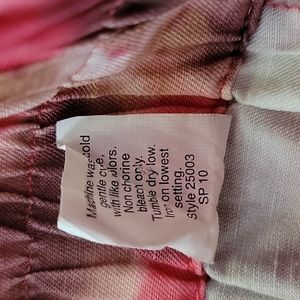 Machine wash cold
gentle cycle,
with like colors.
Non chlorine
bleach only.
Tumble dry low.
Iron on lowest
setting.
style 25003
SP 10